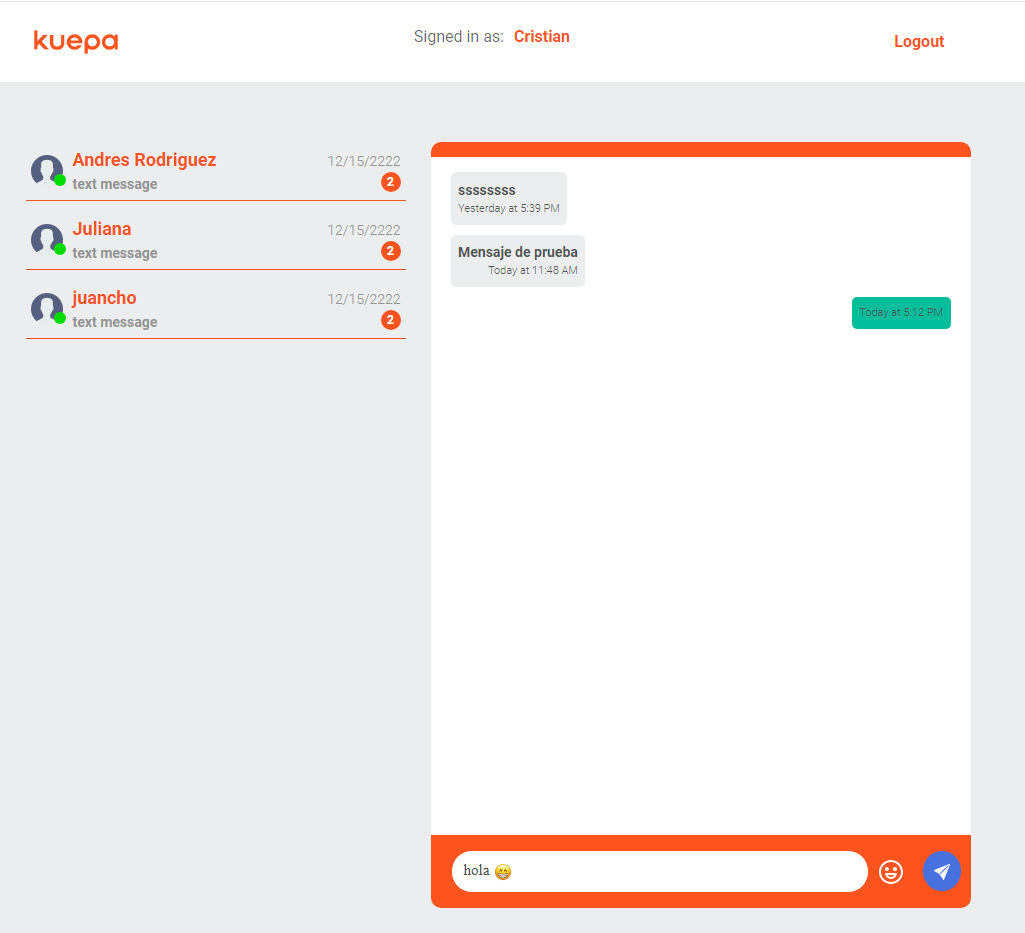 kuepa
Signed in as: Cristian
Logout
Andres Rodriguez 12/15/2222
text message 2
Juliana 12/15/2222
text message 2
juancho 12/15/2222
text message 2
ssssssss
Yesterday at 5:39 PM
Mensaje de prueba
Today at 11:48 AM
Today at 5:12 PM
hola 😁